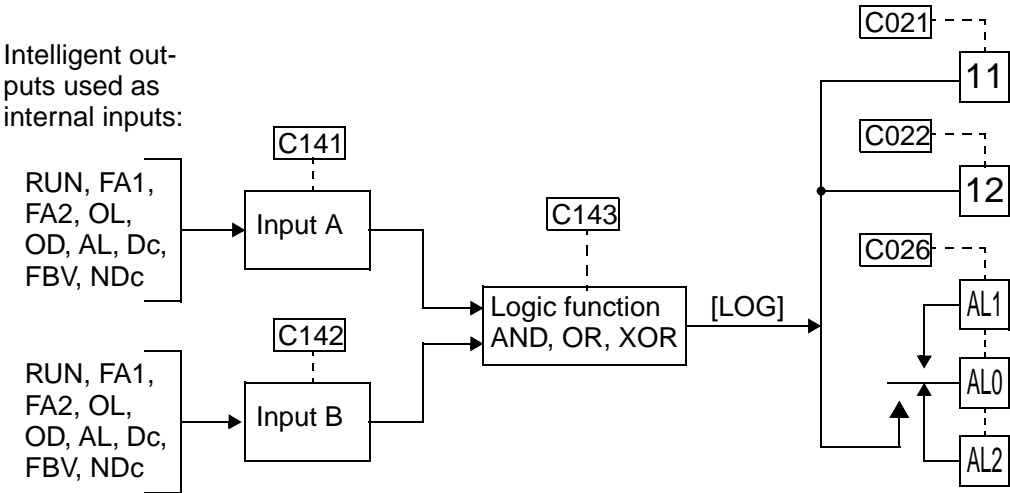 Intelligent out-
puts used as
internal inputs:
RUN, FA1,
FA2, OL,
OD, AL, Dc,
FBV, NDc
C141
Input A
RUN, FA1,
FA2, OL,
OD, AL, Dc,
FBV, NDc
C142
Input B
C143
Logic function
AND, OR, XOR
[LOG]
C021
11
C022
12
C026
AL1
AL0
AL2